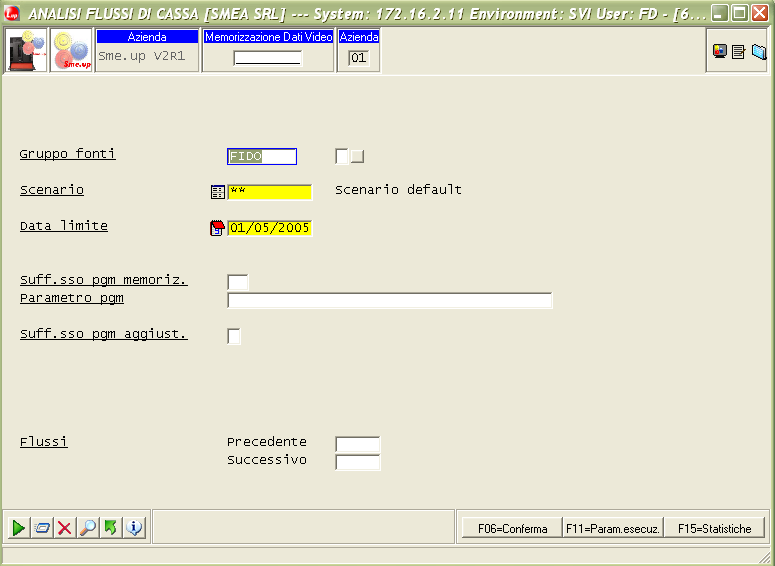 ANALISI FLUSSI DI CASSA [SMEA SRL] --- System: 172.16.2.11 Environment: SVI User: FD - [6...
Azienda
Memorizzazione Dati Video
Azienda
Sme.up
Sme.up V2R1
01
Gruppo fonti
FIDO
Scenario
**
Scenario default
Data limite
01/05/2005
Suff.sso pgm memoriz.
Parametro pgm
Suff.sso pgm aggiust.
Flussi
Precedente
Successivo
F06=Conferma
F11=Param.esecuz.
F15=Statistiche